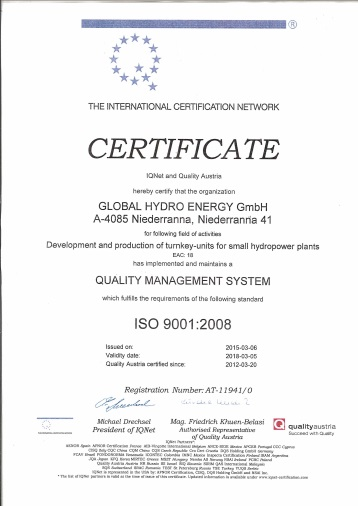 ®
THE INTERNATIONAL CERTIFICATION NETWORK
CERTIFICATE
IQNet and Quality Austria
hereby certify that the organization
GLOBAL HYDRO ENERGY GmbH
A-4085 Niederranna, Niederranna 41
for following field of activities
Development and production of turnkey-units for small hydropower plants
EAC: 18
has implemented and maintains a
QUALITY MANAGEMENT SYSTEM
which fulfills the requirements of the following standard
ISO 9001:2008
Issued on: 2015-03-06
Validity date: 2018-03-05
Quality Austria certified since: 2012-03-20
Registration Number: AT-11941/0
Michael Drechsel
President of IQNet
Mag. Friedrich Khuen-Belasi
Authorised Representative
of Quality Austria
qualityaustria
Succeed with Quality
IQNet Partners*:
* The list of IQNet partners is valid at the time of issue of this certificate. Updated information is available under www.iqnet-certification.com